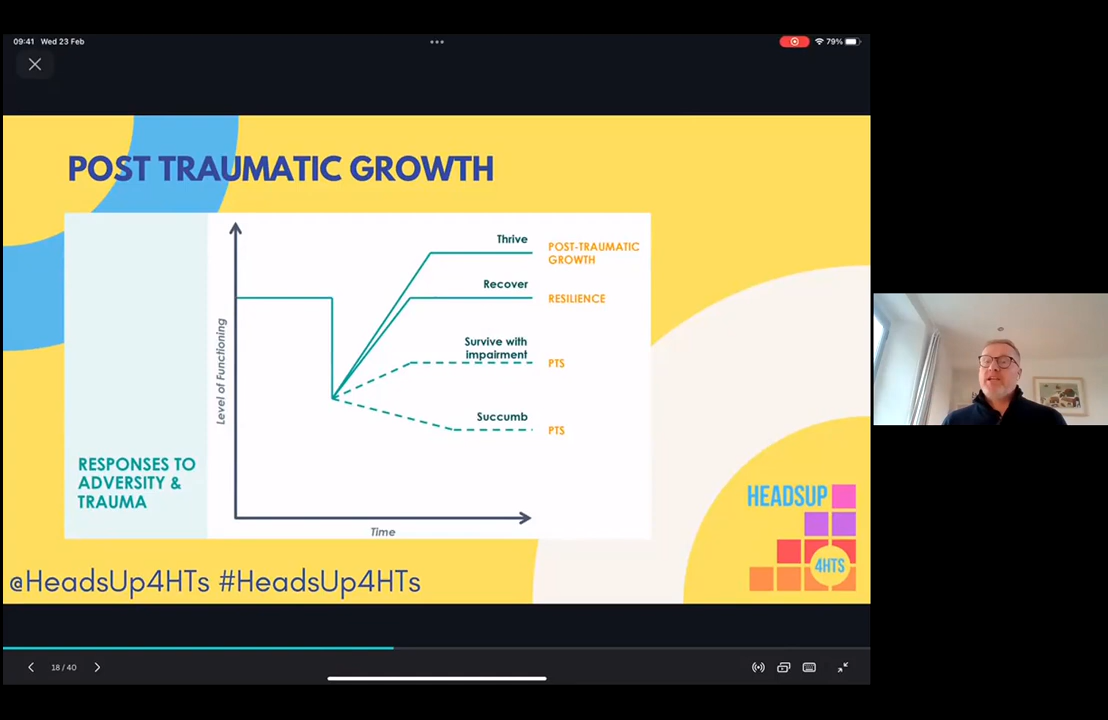 09:41 Wed 23 Feb
79%
POST TRAUMATIC GROWTH
Thrive
POST-TRAUMATIC
GROWTH
Recover
RESILIENCE
Survive with
impairment
PTS
Succumb
PTS
Level of Functioning
RESPONSES TO
ADVERSITY &
TRAUMA
Time
HEADSUP
4HTS
@HeadsUp4HTs #HeadsUp4HTs
18 / 40